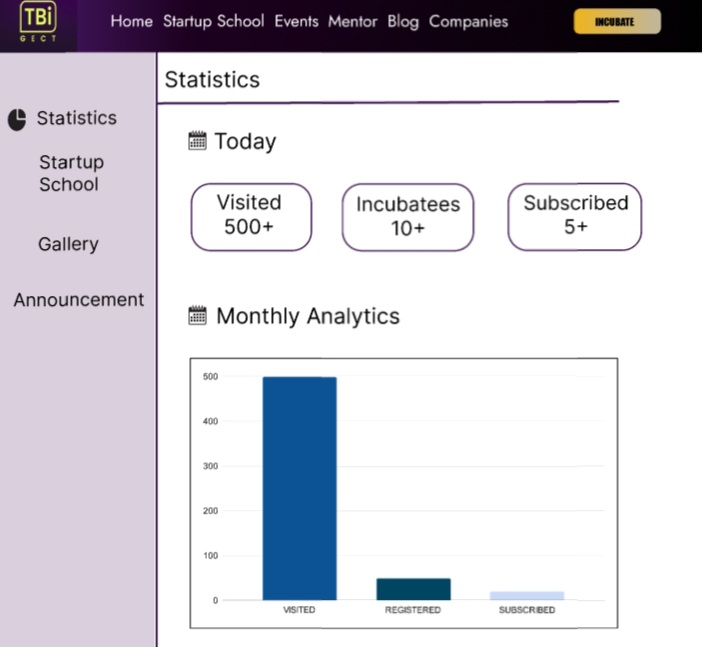 TBi
GECT
Home Startup School Events Mentor Blog Companies
INCUBATE
Statistics
Startup
School
Gallery
Announcement
Statistics
Today
Visited
500+
Incubatees
10+
Subscribed
5+
Monthly Analytics
500
400
300
200
100
0
VISITED REGISTERED SUBSCRIBED